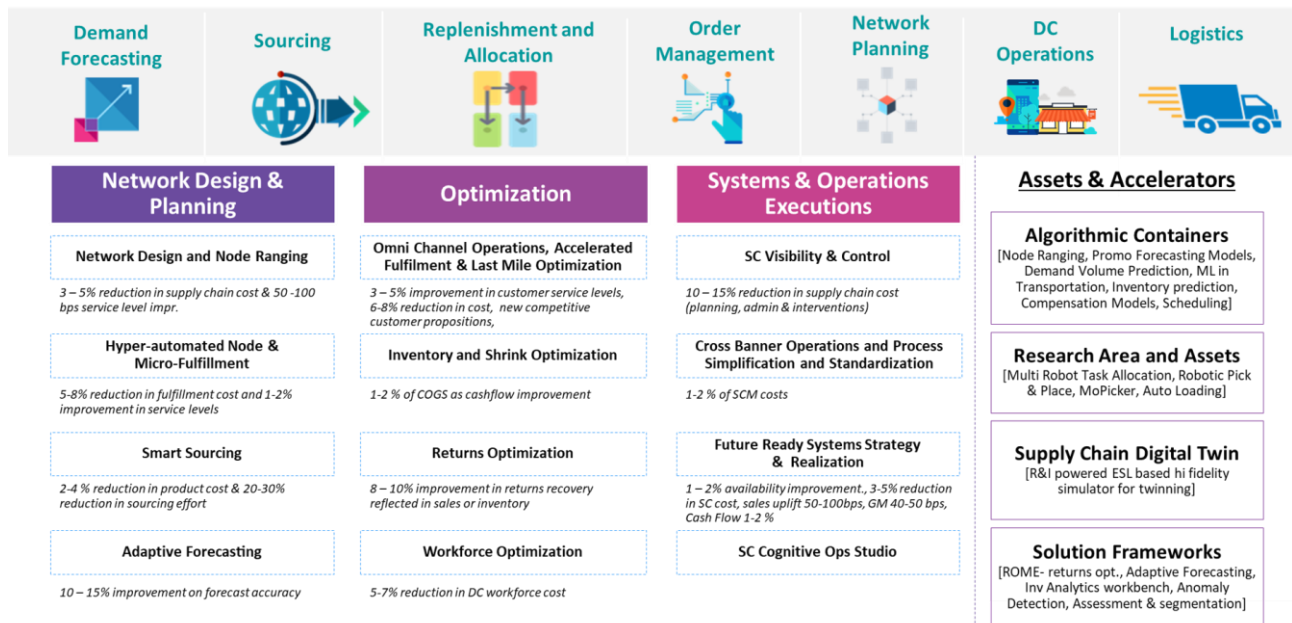 Demand
Forecasting
Sourcing
Replenishment and
Allocation
Order
Management
Network
Planning
DC
Operations
Logistics
Network Design &
Planning
Network Design and Node Ranging
3 – 5% reduction in supply chain cost & 50 -100
bps service level impr.
Hyper-automated Node &
Micro-Fulfillment
5-8% reduction in fulfillment cost and 1-2%
improvement in service levels
Smart Sourcing
2-4 % reduction in product cost & 20-30%
reduction in sourcing effort
Adaptive Forecasting
10 – 15% improvement on forecast accuracy
Optimization
Omni Channel Operations, Accelerated
Fulfilment & Last Mile Optimization
3 – 5% improvement in customer service levels,
6-8% reduction in cost, new competitive
customer propositions,
Inventory and Shrink Optimization
1-2 % of COGS as cashflow improvement
Returns Optimization
8 – 10% improvement in returns recovery
reflected in sales or inventory
Workforce Optimization
5-7% reduction in DC workforce cost
Systems & Operations
Executions
SC Visibility & Control
10 – 15% reduction in supply chain cost
(planning, admin & interventions)
Cross Banner Operations and Process
Simplification and Standardization
1-2 % of SCM costs
Future Ready Systems Strategy
& Realization
1 – 2% availability improvement., 3-5% reduction
in SC cost, sales uplift 50-100bps, GM 40-50 bps,
Cash Flow 1-2 %
SC Cognitive Ops Studio
Assets & Accelerators
Algorithmic Containers
[Node Ranging, Promo Forecasting Models,
Demand Volume Prediction, ML in
Transportation, Inventory prediction,
Compensation Models, Scheduling]
Research Area and Assets
[Multi Robot Task Allocation, Robotic Pick
& Place, MoPicker, Auto Loading]
Supply Chain Digital Twin
[R&I powered ESL based hi fidelity
simulator for twinning]
Solution Frameworks
[ROME- returns opt., Adaptive Forecasting,
Inv Analytics workbench, Anomaly
Detection, Assessment & segmentation]